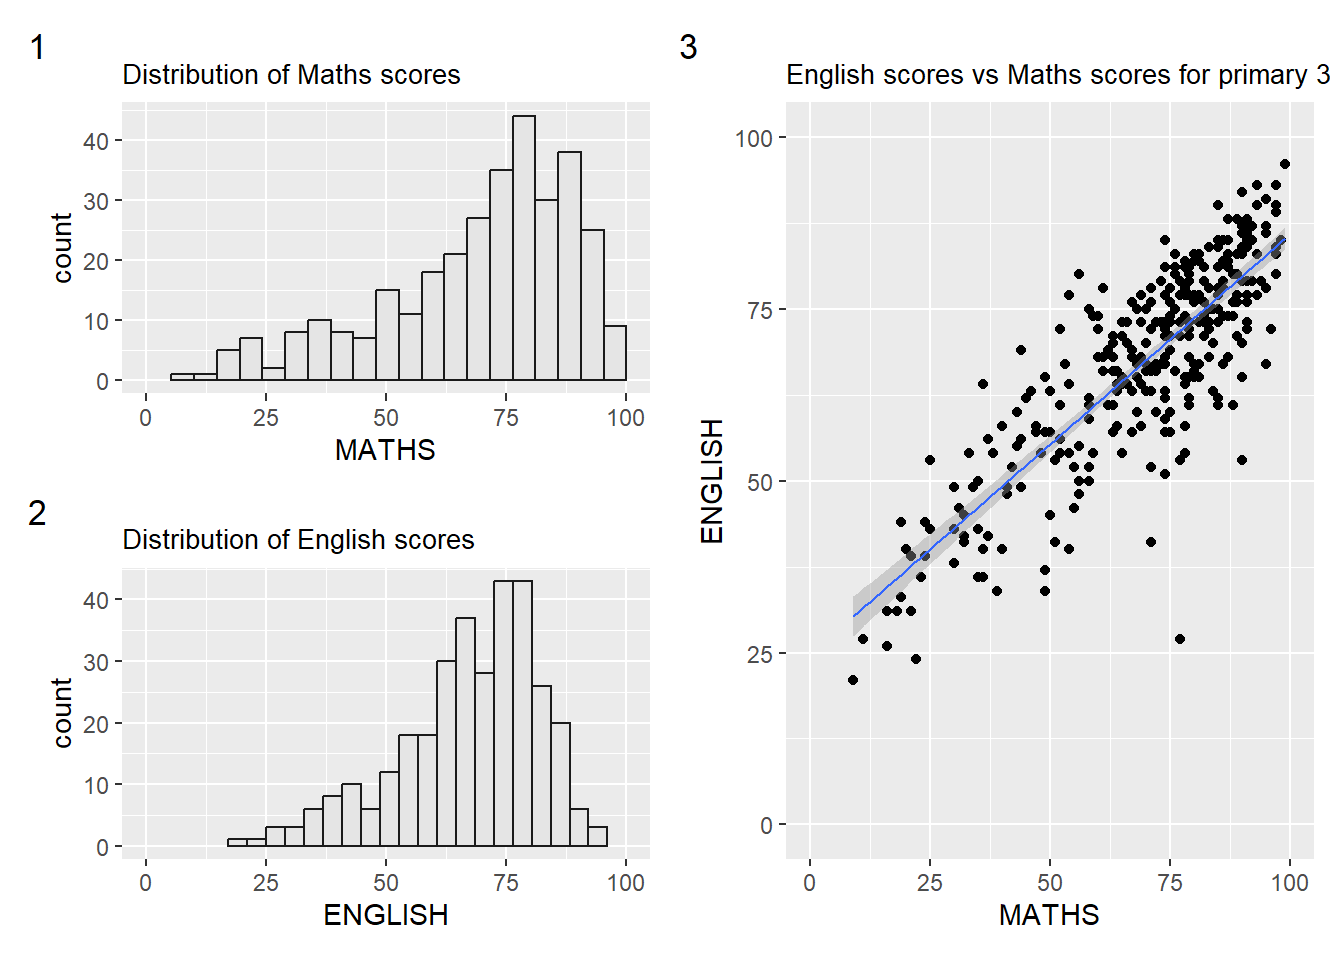 1
Distribution of Maths scores
40
30
20
10
0
count
0 25 50 75 100
MATHS
2
Distribution of English scores
40
30
20
10
0
count
0 25 50 75 100
ENGLISH
3
English scores vs Maths scores for primary 3
100
75
50
25
0
ENGLISH
0 25 50 75 100
MATHS